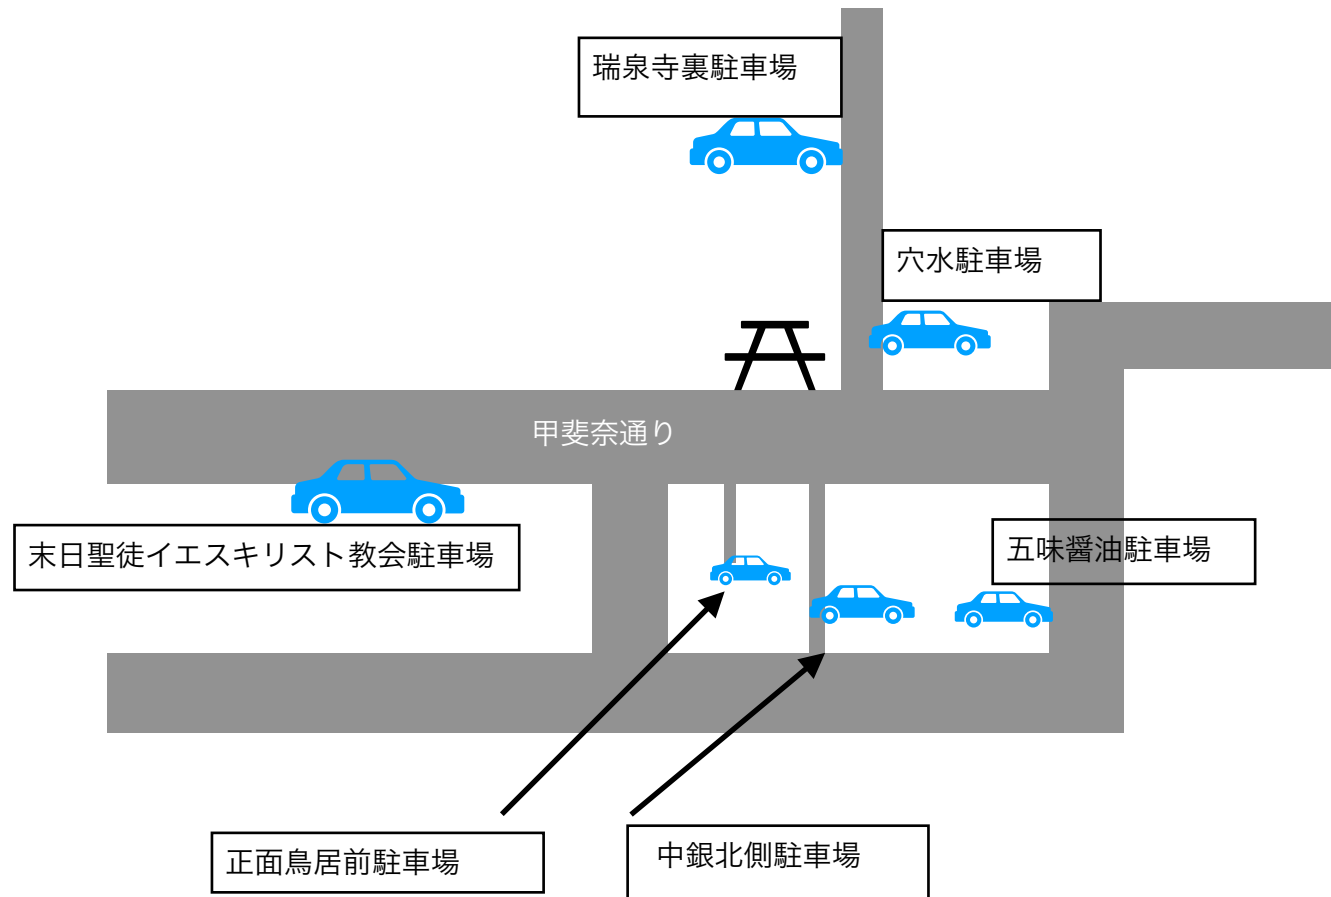 瑞泉寺裏駐車場
穴水駐車場
甲斐奈通り
末日聖徒イエスキリスト教会駐車場
五味醤油駐車場
正面鳥居前駐車場
中銀北側駐車場